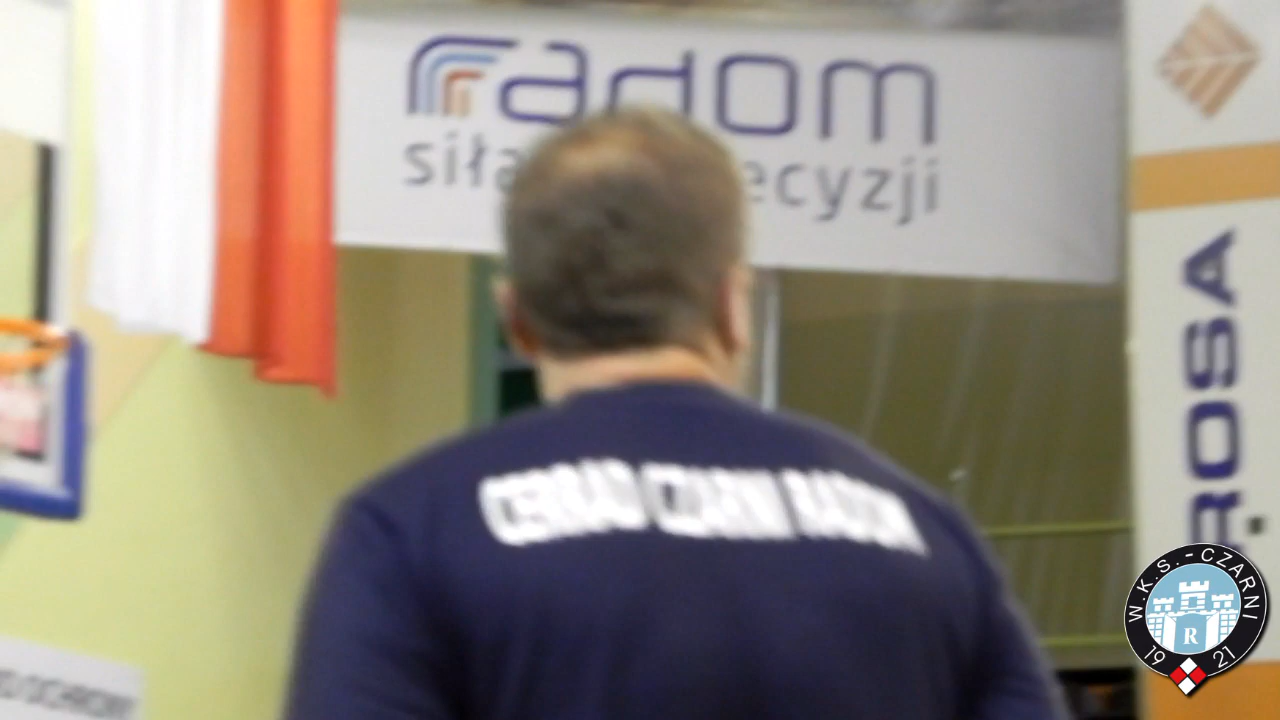 radom
siła
ecyzji
ROSA
CERRAD CZARNI RADOM
W.K.S.-CZARNI
R
19 21